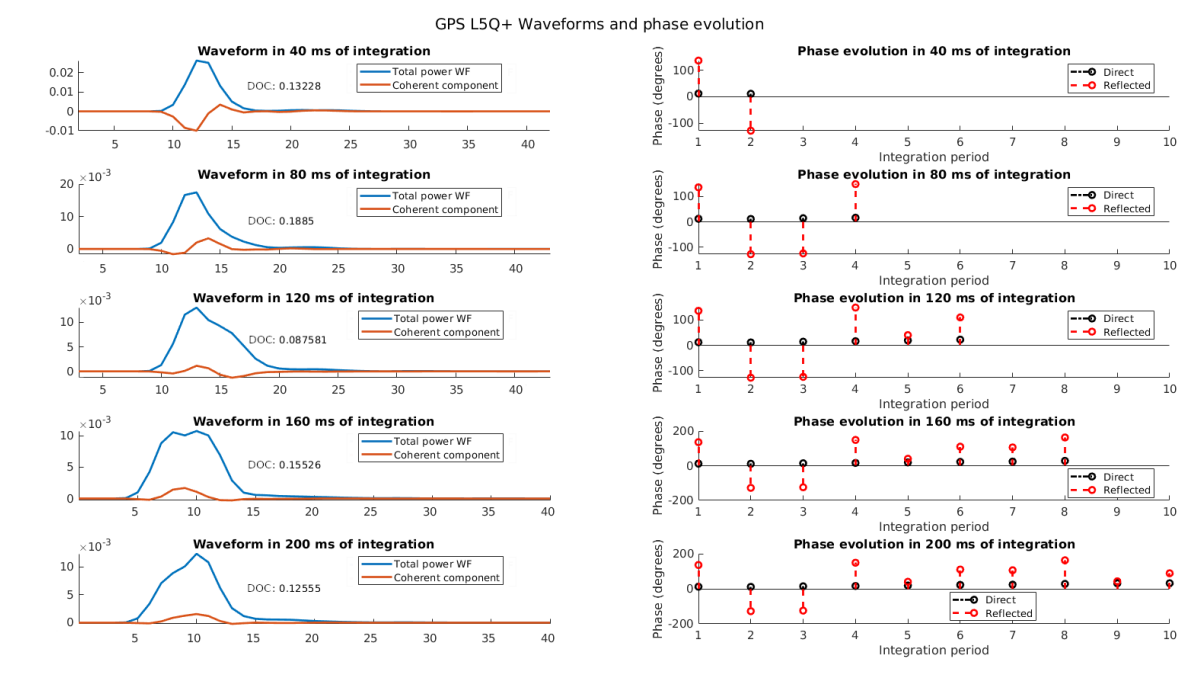 GPS L5Q+ Waveforms and phase evolution
Waveform in 40 ms of integration
0.02
0.01
0
-0.01
DOC: 0.13228
Total power WF
Coherent component
5 10 15 20 25 30 35 40
Phase evolution in 40 ms of integration
Phase (degrees)
100
0
-100
Direct
Reflected
1 2 3 4 5 6 7 8 9 10
Integration period
Waveform in 80 ms of integration
×10-3
20
10
0
DOC: 0.1885
Total power WF
Coherent component
5 10 15 20 25 30 35 40
Phase evolution in 80 ms of integration
Phase (degrees)
100
0
-100
Direct
Reflected
1 2 3 4 5 6 7 8 9 10
Integration period
Waveform in 120 ms of integration
×10-3
10
5
0
DOC: 0.087581
Total power WF
Coherent component
5 10 15 20 25 30 35 40
Phase evolution in 120 ms of integration
Phase (degrees)
100
0
-100
Direct
Reflected
1 2 3 4 5 6 7 8 9 10
Integration period
Waveform in 160 ms of integration
×10-3
10
5
0
DOC: 0.15526
Total power WF
Coherent component
5 10 15 20 25 30 35 40
Phase evolution in 160 ms of integration
Phase (degrees)
200
0
-200
Direct
Reflected
1 2 3 4 5 6 7 8 9 10
Integration period
Waveform in 200 ms of integration
×10-3
10
5
0
DOC: 0.12555
Total power WF
Coherent component
5 10 15 20 25 30 35 40
Phase evolution in 200 ms of integration
Phase (degrees)
200
0
-200
Direct
Reflected
1 2 3 4 5 6 7 8 9 10
Integration period